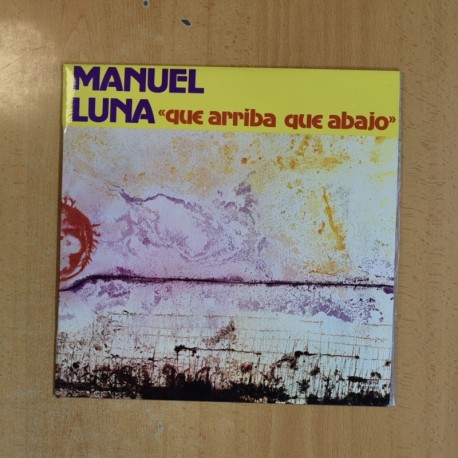 MANUEL
LUNA «que arriba que abajo»